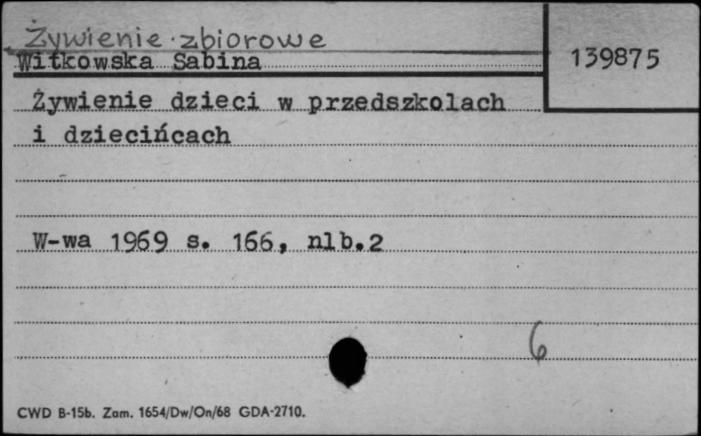 Żywienie zbiorowe
Witkowska Sabina
139875
Żywienie dzieci w przedszkolach
i dziecińcach
W-wa 1969 s. 166, nlb.2
6
CWD B-15b. Zam. 1654/Dw/On/68 GDA-2710.